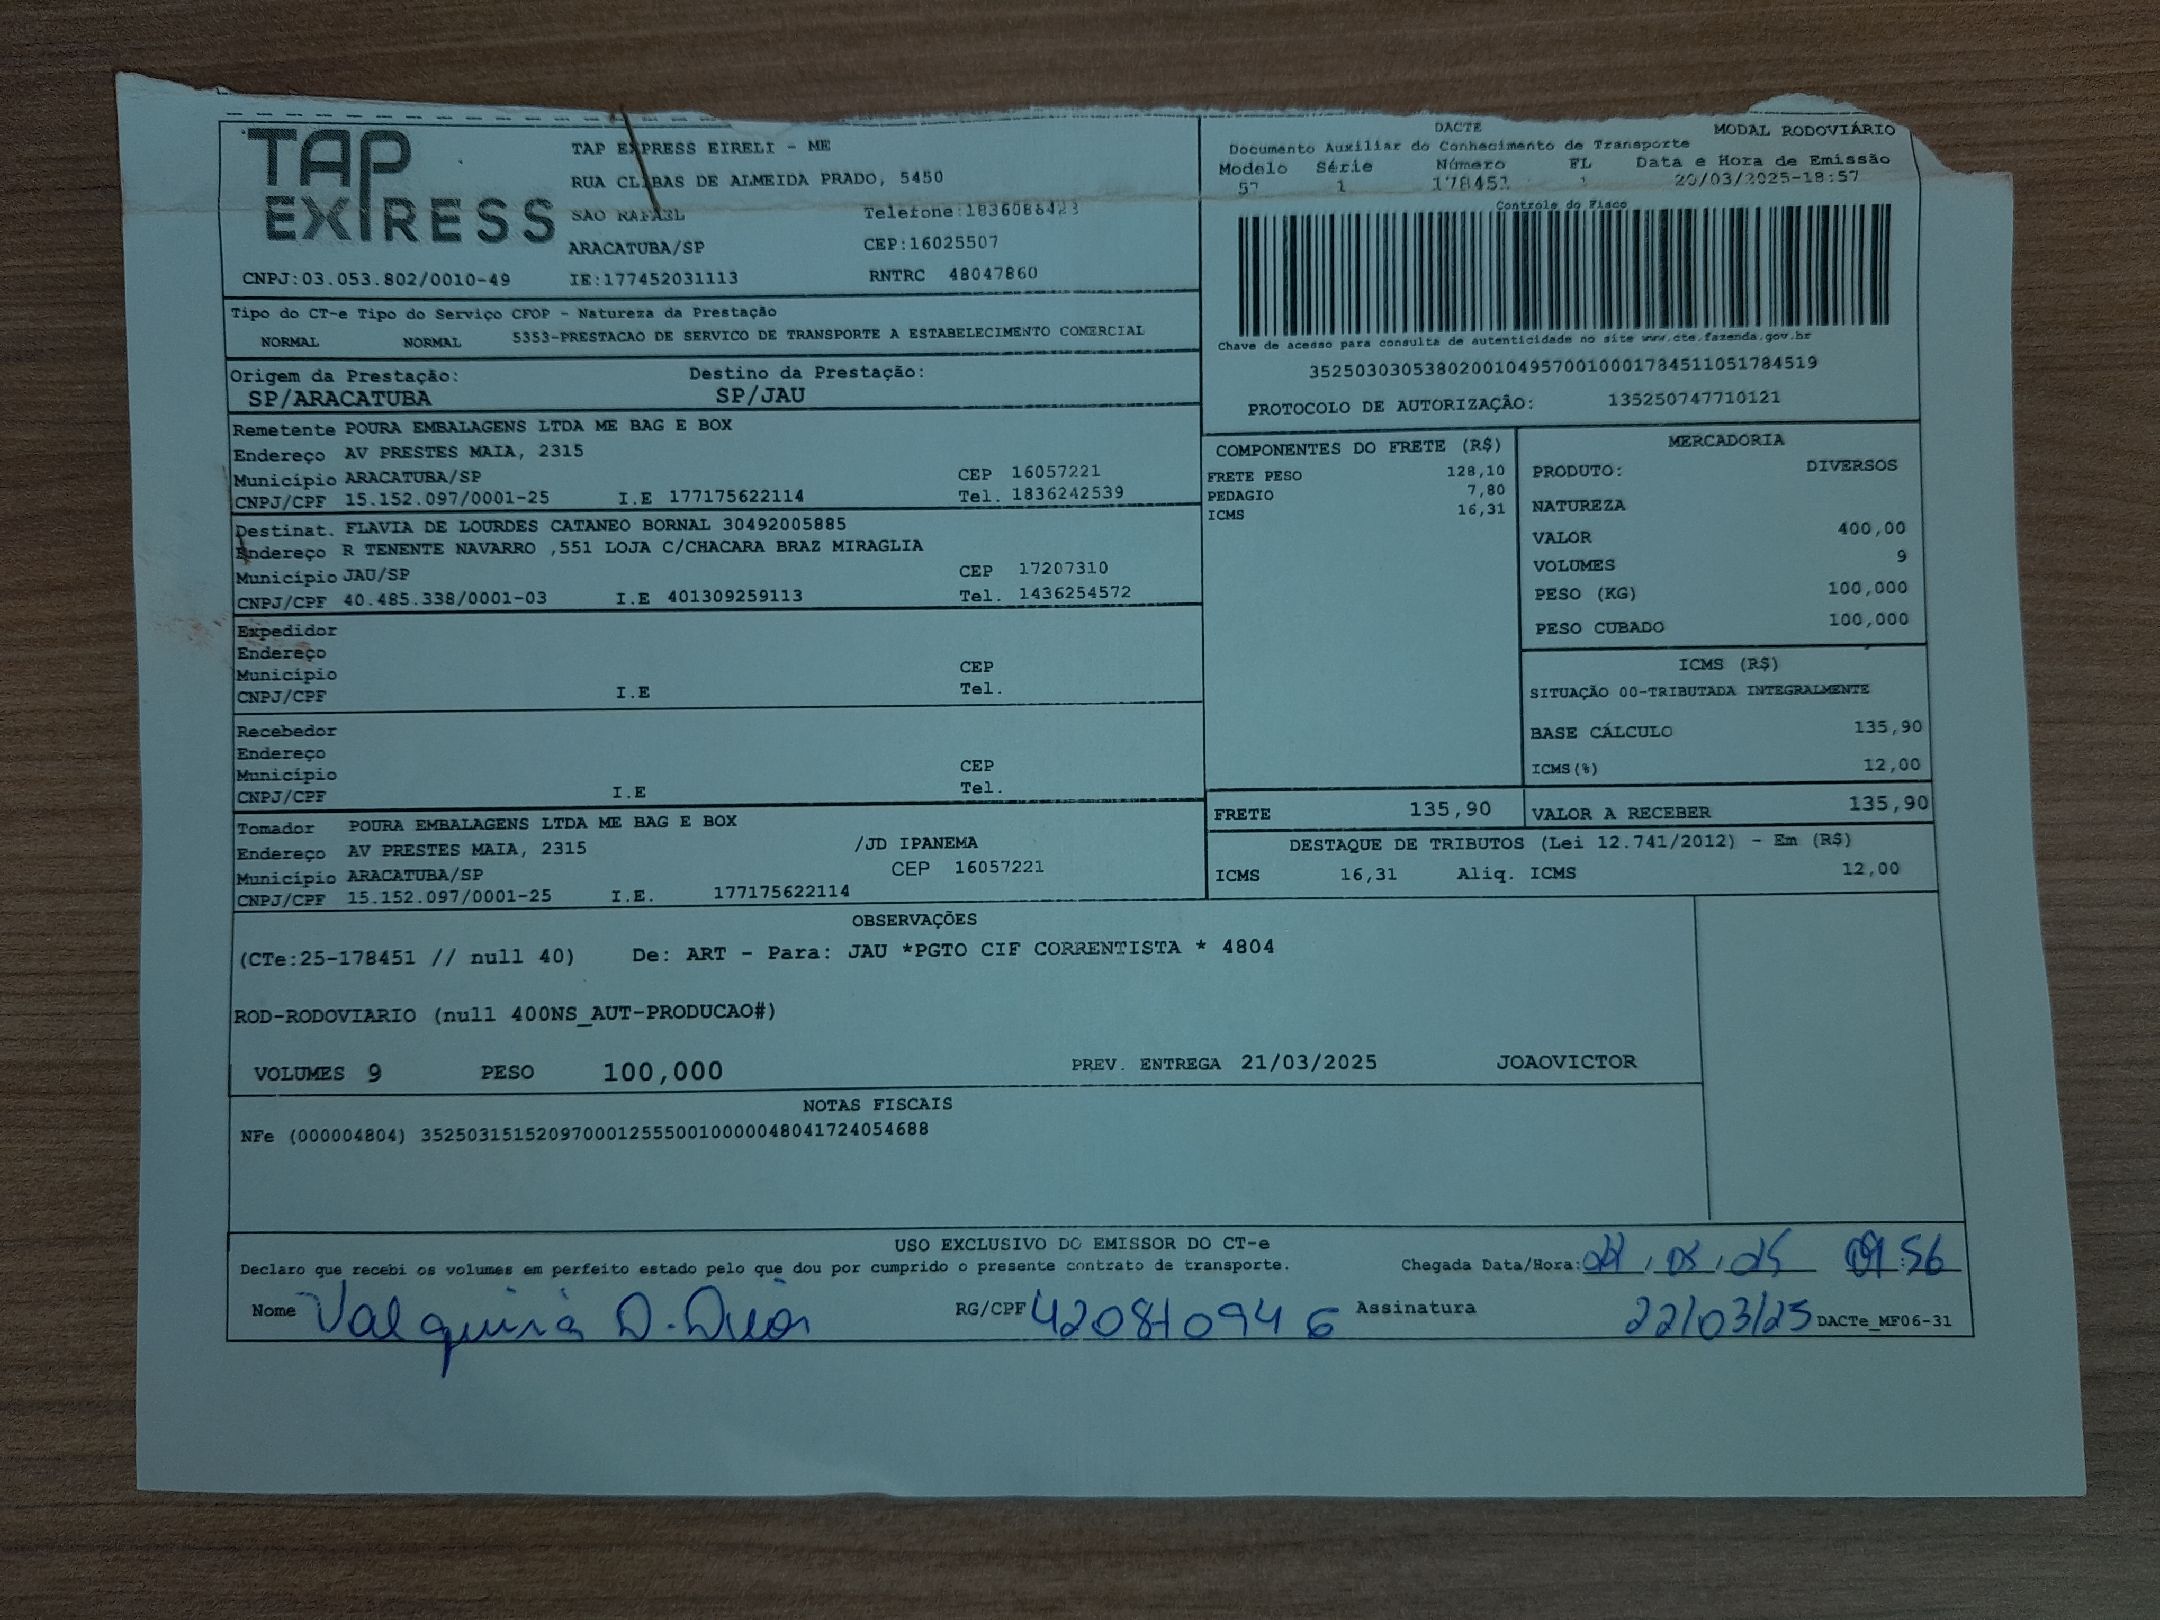 TAP EXPRESS
TAP EXPRESS EIRELI - ME
RUA CLIBAS DE ALMEIDA PRADO, 5450
SAO RAFAEL Telefone:1836086423
ARACATUBA/SP CEP:16025507
CNPJ:03.053.802/0010-49 IE:177452031113 RNTRC 48047860
DACTE MODAL RODOVIÁRIO
Documento Auxiliar do Conhecimento de Transporte
Modelo Série Número FL Data e Hora de Emissão
57 1 178451 1 20/03/2025-18:57
Controle do Fisco
Chave de acesso para consulta de autenticidade no site www.cte.fazenda.gov.br
35250303053802001049570010001784511051784519
PROTOCOLO DE AUTORIZAÇÃO: 135250747710121
Tipo do CT-e Tipo do Serviço CFOP - Natureza da Prestação
NORMAL NORMAL 5353-PRESTACAO DE SERVICO DE TRANSPORTE A ESTABELECIMENTO COMERCIAL
Origem da Prestação: Destino da Prestação:
SP/ARACATUBA SP/JAU
Remetente POURA EMBALAGENS LTDA ME BAG E BOX
Endereço AV PRESTES MAIA, 2315
Município ARACATUBA/SP CEP 16057221
CNPJ/CPF 15.152.097/0001-25 I.E 177175622114 Tel. 1836242539
Destinat. FLAVIA DE LOURDES CATANEO BORNAL 30492005885
Endereço R TENENTE NAVARRO ,551 LOJA C/CHACARA BRAZ MIRAGLIA
Município JAU/SP CEP 17207310
CNPJ/CPF 40.485.338/0001-03 I.E 401309259113 Tel. 1436254572
Expedidor
Endereço
Município CEP
CNPJ/CPF I.E Tel.
Recebedor
Endereço
Município CEP
CNPJ/CPF I.E Tel.
Tomador POURA EMBALAGENS LTDA ME BAG E BOX
Endereço AV PRESTES MAIA, 2315 /JD IPANEMA
Município ARACATUBA/SP CEP 16057221
CNPJ/CPF 15.152.097/0001-25 I.E. 177175622114
COMPONENTES DO FRETE (R$)
FRETE PESO 128,10
PEDAGIO 7,80
ICMS 16,31
MERCADORIA
PRODUTO: DIVERSOS
NATUREZA
VALOR 400,00
VOLUMES 9
PESO (KG) 100,000
PESO CUBADO 100,000
ICMS (R$)
SITUAÇÃO 00-TRIBUTADA INTEGRALMENTE
BASE CÁLCULO 135,90
ICMS(%) 12,00
FRETE 135,90 VALOR A RECEBER 135,90
DESTAQUE DE TRIBUTOS (Lei 12.741/2012) - Em (R$)
ICMS 16,31 Aliq. ICMS 12,00
OBSERVAÇÕES
(CTe:25-178451 // null 40) De: ART - Para: JAU *PGTO CIF CORRENTISTA * 4804
ROD-RODOVIARIO (null 400NS_AUT-PRODUCAO#)
VOLUMES 9 PESO 100,000 PREV. ENTREGA 21/03/2025 JOAOVICTOR
NOTAS FISCAIS
NFe (000004804) 35250315152097000125550010000048041724054688
USO EXCLUSIVO DO EMISSOR DO CT-e
Declaro que recebi os volumes em perfeito estado pelo que dou por cumprido o presente contrato de transporte. Chegada Data/Hora: :56
Nome Valquiria D. RG/CPF Assinatura 22/03/25 DACTe_MF06-31